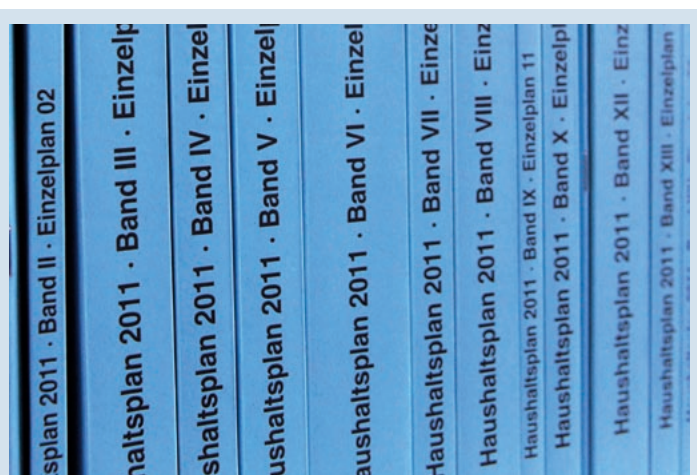 splan 2011 · Band II · Einzelplan 02
haltsplan 2011 · Band III · Einzelp
shaltsplan 2011 · Band IV · Einzel
ushaltsplan 2011 · Band V · Einzelp
aushaltsplan 2011 · Band VI · Einzel
Haushaltsplan 2011 · Band VII · Einze
Haushaltsplan 2011 · Band VIII · Einz
Haushaltsplan 2011 · Band IX · Einzelplan 11
Haushaltsplan 2011 · Band X · Einzelpl
Haushaltsplan 2011 · Band XII · Einz
Haushaltsplan 2011 · Band XIII · Einzelplan